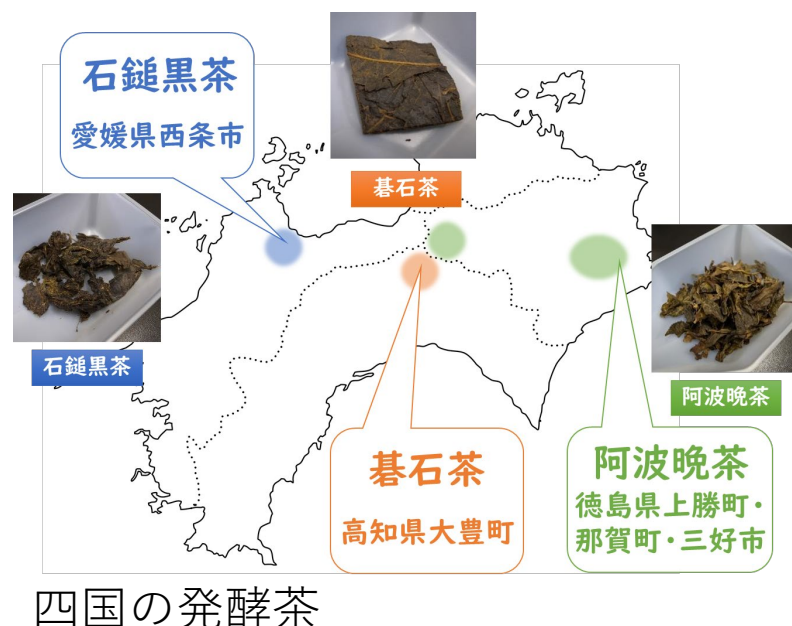 石鎚黒茶
愛媛県西条市
碁石茶
石鎚黒茶
阿波晩茶
碁石茶
高知県大豊町
阿波晩茶
徳島県上勝町・
那賀町・三好市
四国の発酵茶